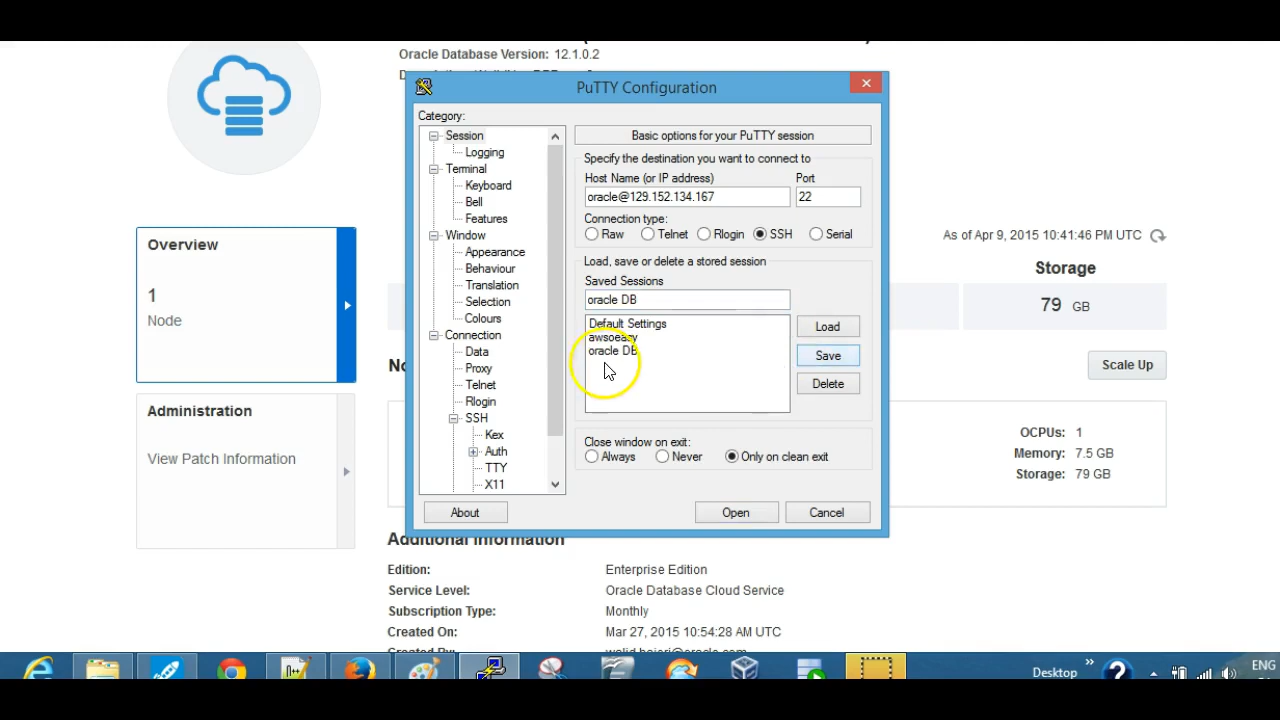 Oracle Database Version: 12.1.0.2
PuTTY Configuration
Category:
Session
Logging
Terminal
Keyboard
Bell
Features
Window
Appearance
Behaviour
Translation
Selection
Colours
Connection
Data
Proxy
Telnet
Rlogin
SSH
Kex
Auth
TTY
X11
Basic options for your PuTTY session
Specify the destination you want to connect to
Host Name (or IP address) Port
oracle@129.152.134.167 22
Connection type:
Raw Telnet Rlogin SSH Serial
Load, save or delete a stored session
Saved Sessions
oracle DB
Default Settings
awsoeasy
oracle DB
Load
Save
Delete
Close window on exit:
Always Never Only on clean exit
About Open Cancel
Overview
1
Node
Administration
View Patch Information
As of Apr 9, 2015 10:41:46 PM UTC
Storage
79 GB
Scale Up
OCPUs: 1
Memory: 7.5 GB
Storage: 79 GB
Additional Information
Edition: Enterprise Edition
Service Level: Oracle Database Cloud Service
Subscription Type: Monthly
Created On: Mar 27, 2015 10:54:28 AM UTC
Desktop
ENG